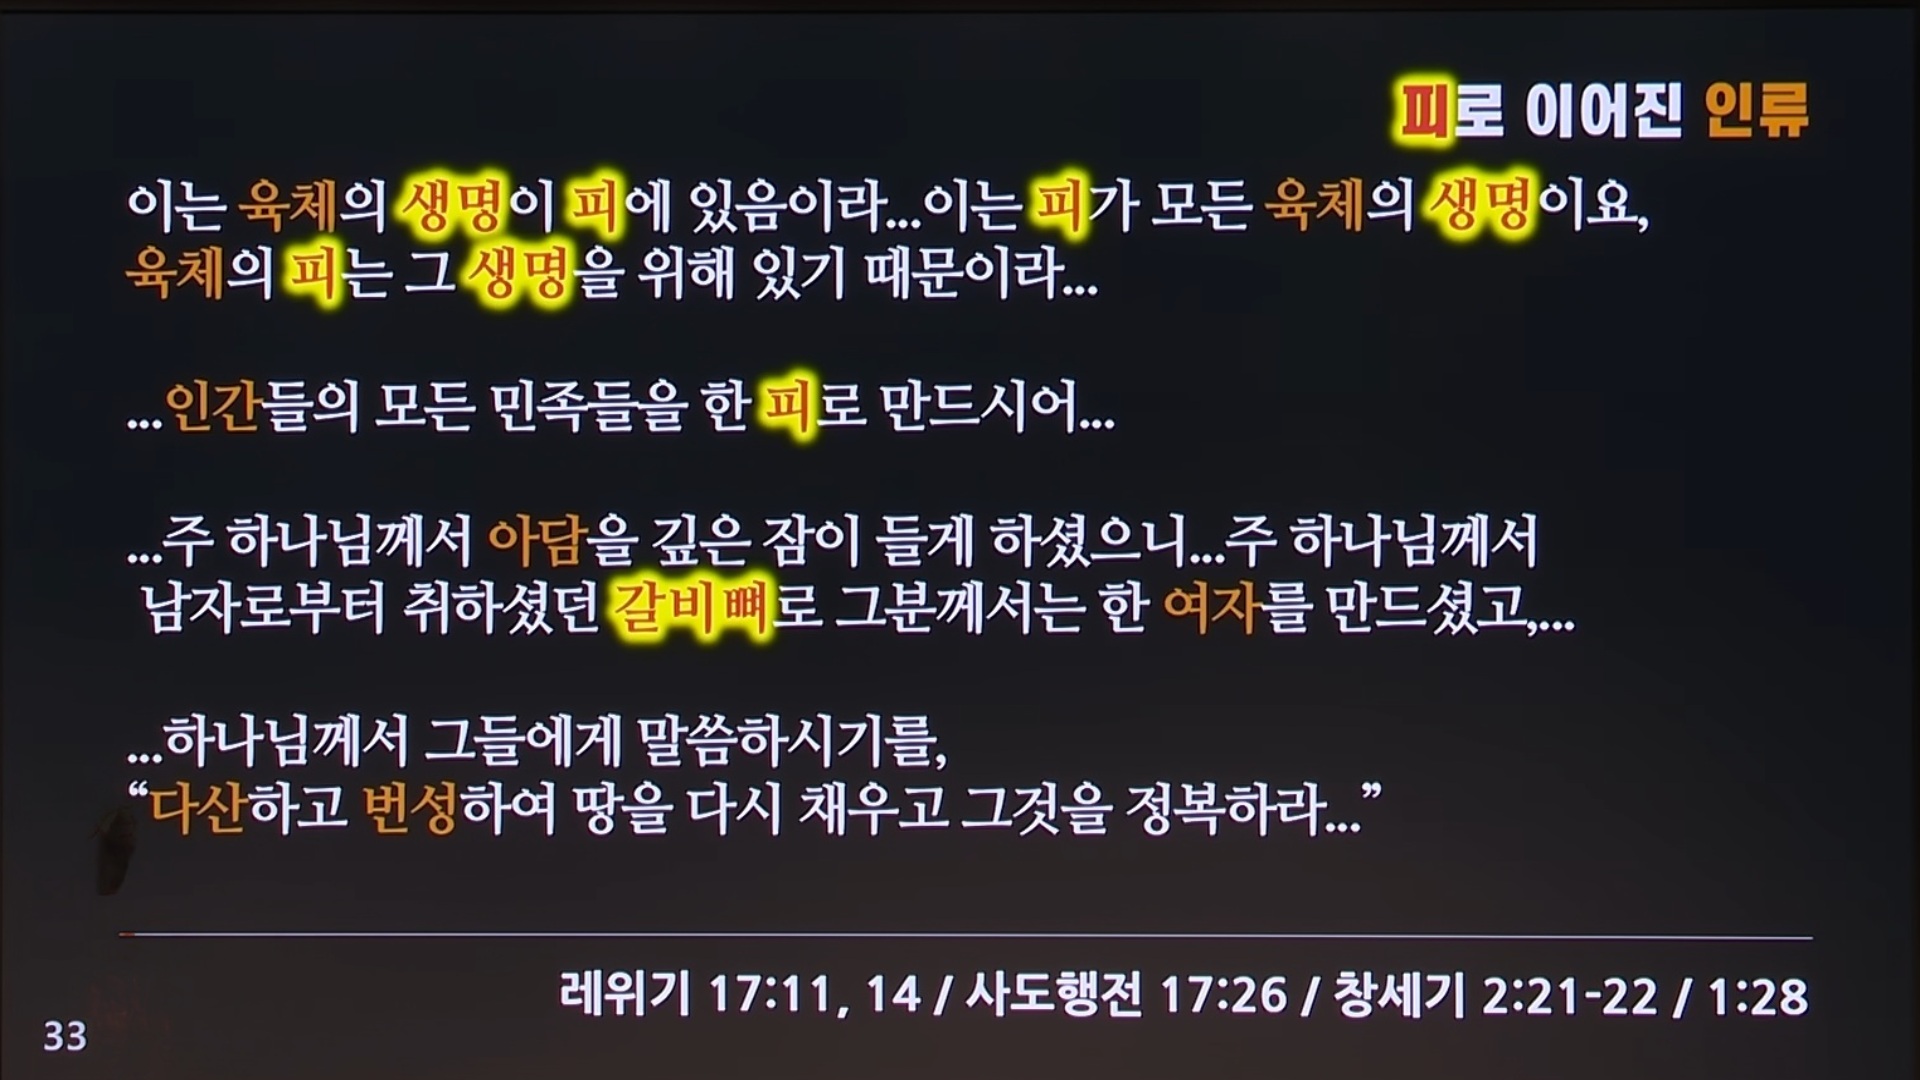 피로 이어진 인류
이는 육체의 생명이 피에 있음이라...이는 피가 모든 육체의 생명이요,
육체의 피는 그 생명을 위해 있기 때문이라...
...인간들의 모든 민족들을 한 피로 만드시어...
...주 하나님께서 아담을 깊은 잠이 들게 하셨으니...주 하나님께서
남자로부터 취하셨던 갈비뼈로 그분께서는 한 여자를 만드셨고,...
...하나님께서 그들에게 말씀하시기를,
“다산하고 번성하여 땅을 다시 채우고 그것을 정복하라...”
레위기 17:11, 14 / 사도행전 17:26 / 창세기 2:21-22 / 1:28
33